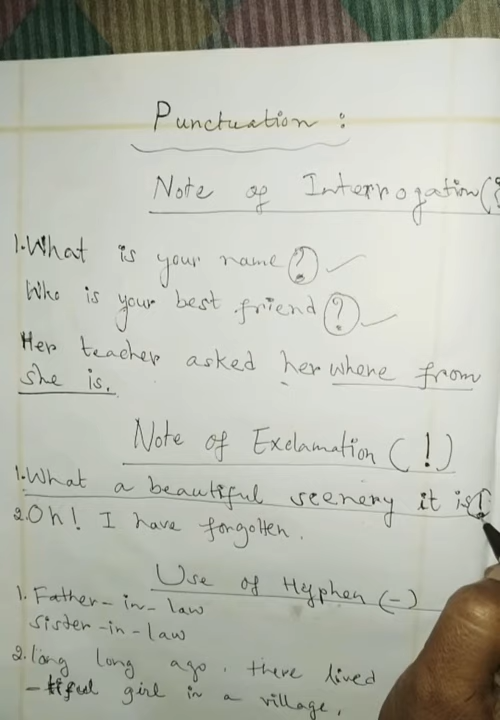 Punctuation :
Note of Interrogation (?
1. What is your name ?
Who is your best friend ?
Her teacher asked her where from
she is.
Note of Exclamation ( ! )
1. What a beautiful scenery it is !
2. Oh! I have forgotten.
Use of Hyphen (-)
1. Father-in-law
sister-in-law
2. long long ago, there lived
-tiful girl in a village.